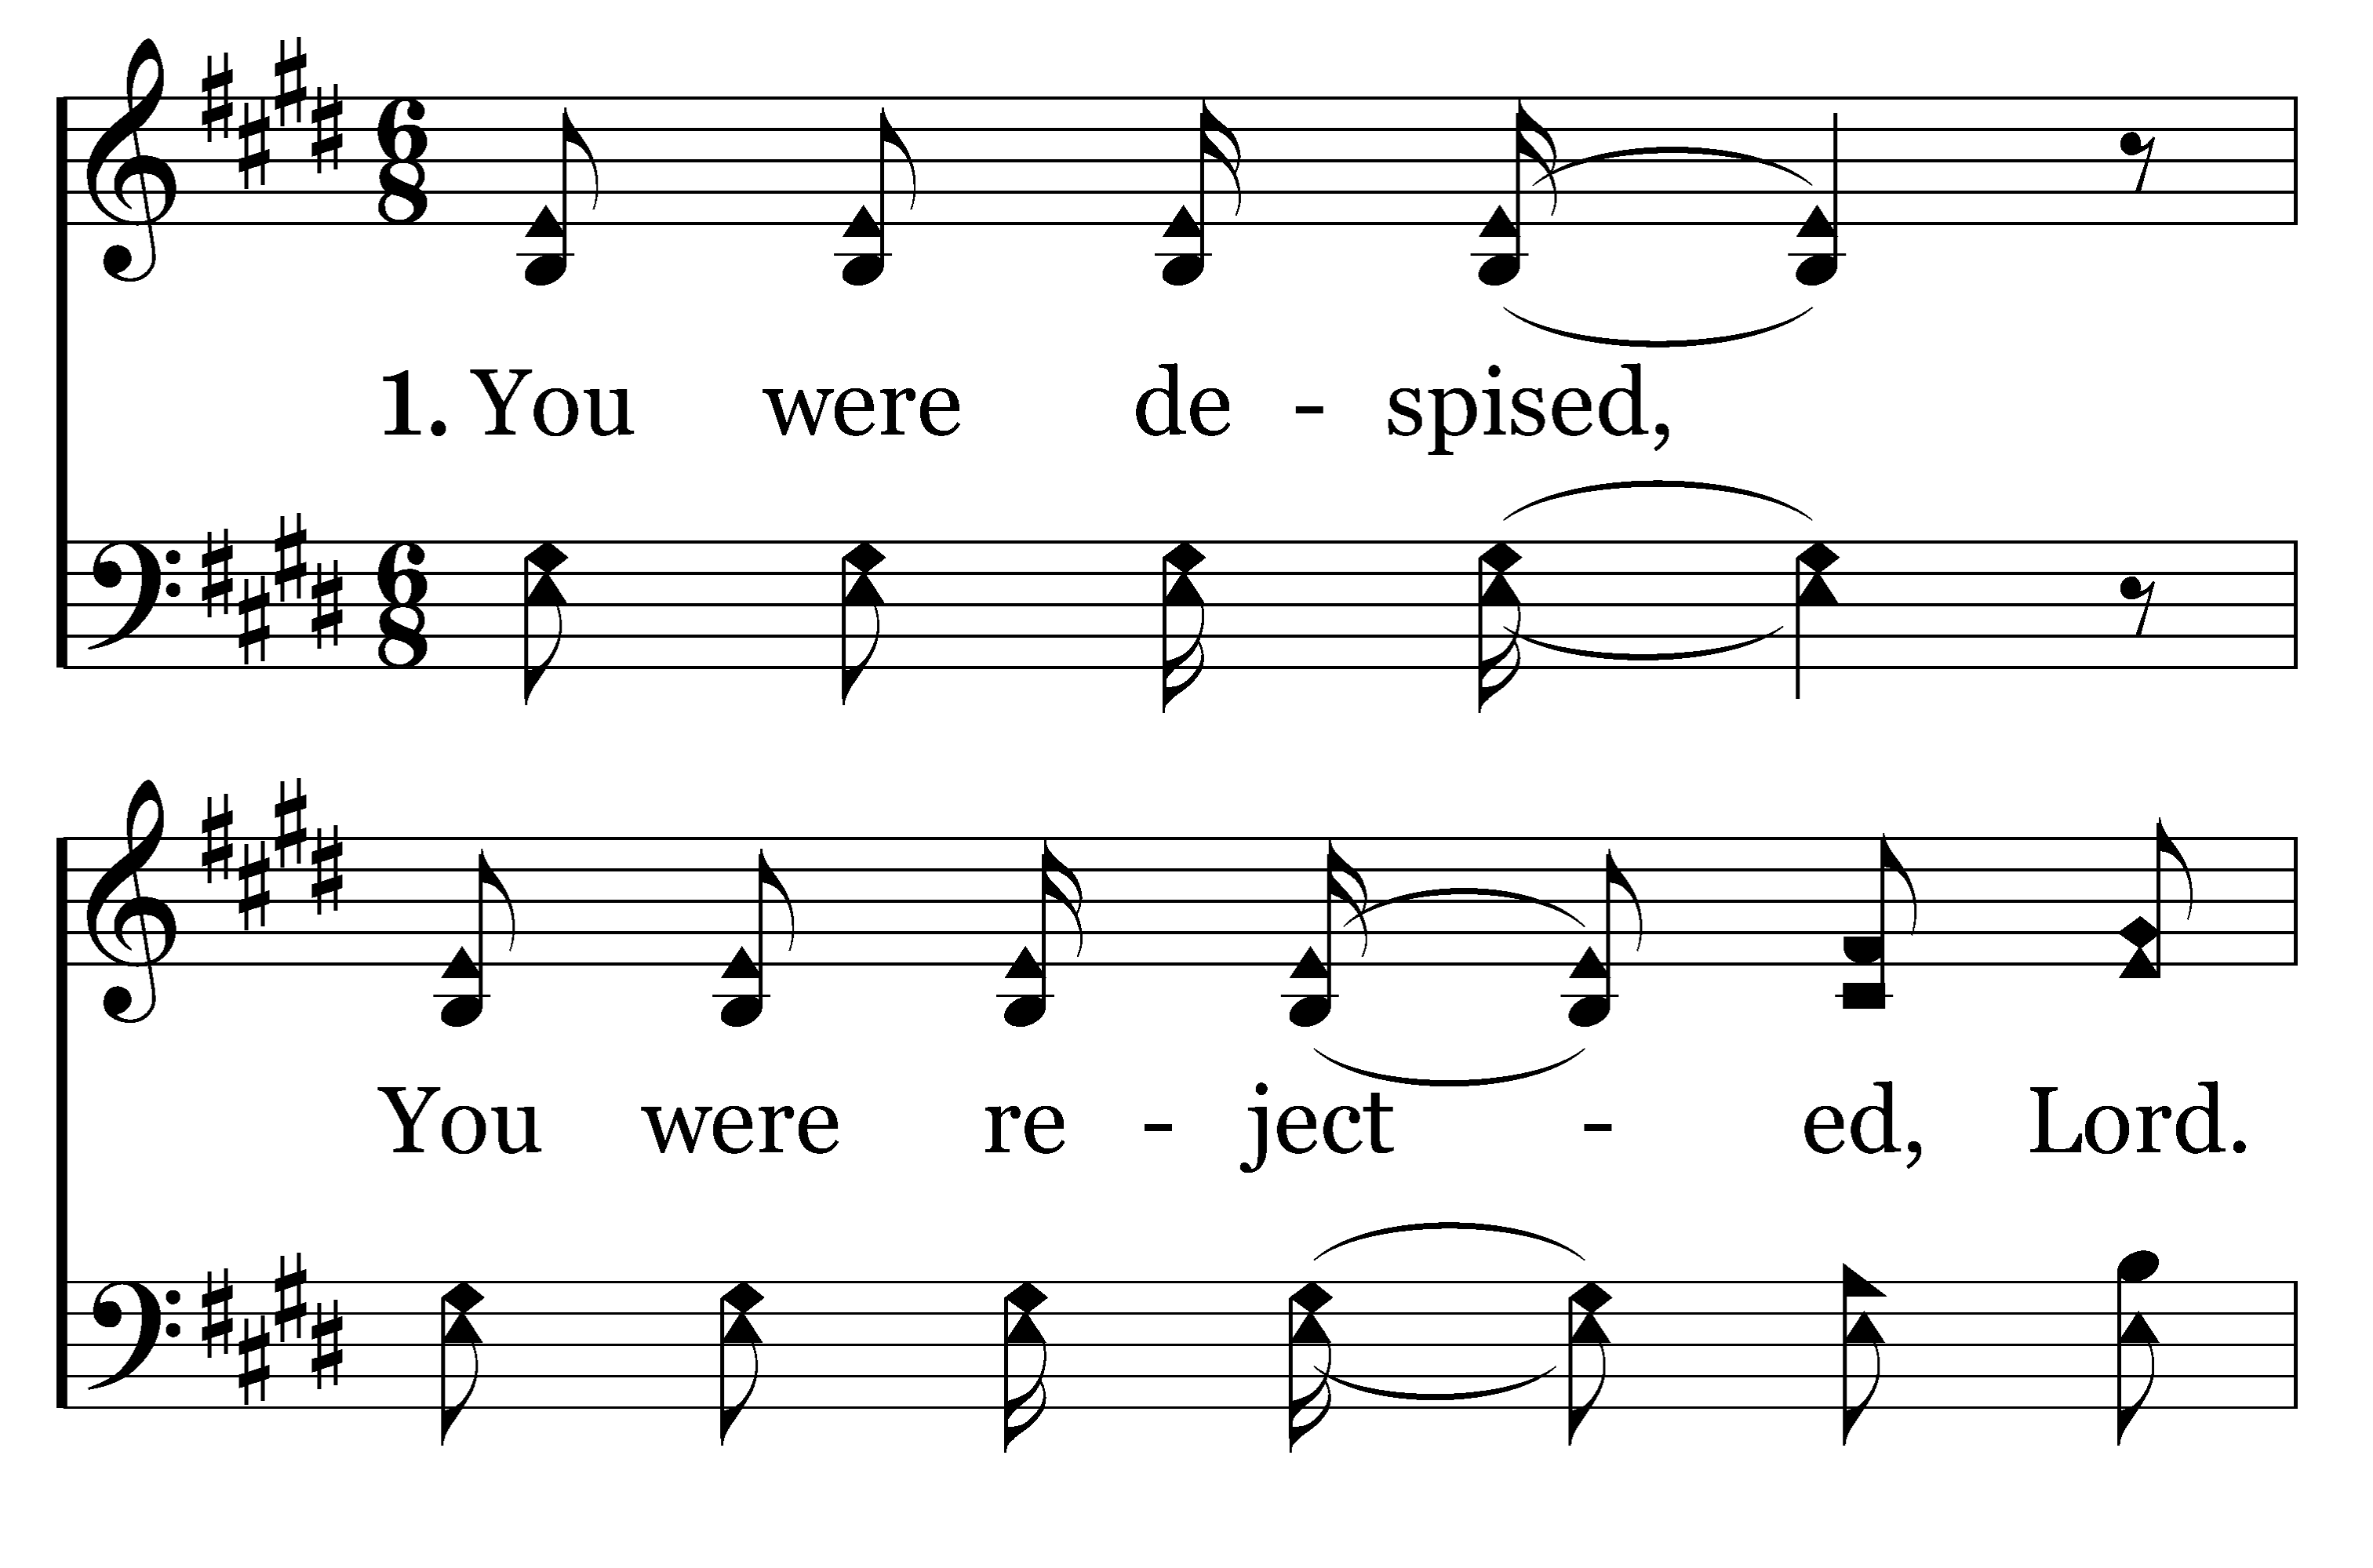 1. You were de - spised,
You were re - ject - ed, Lord.